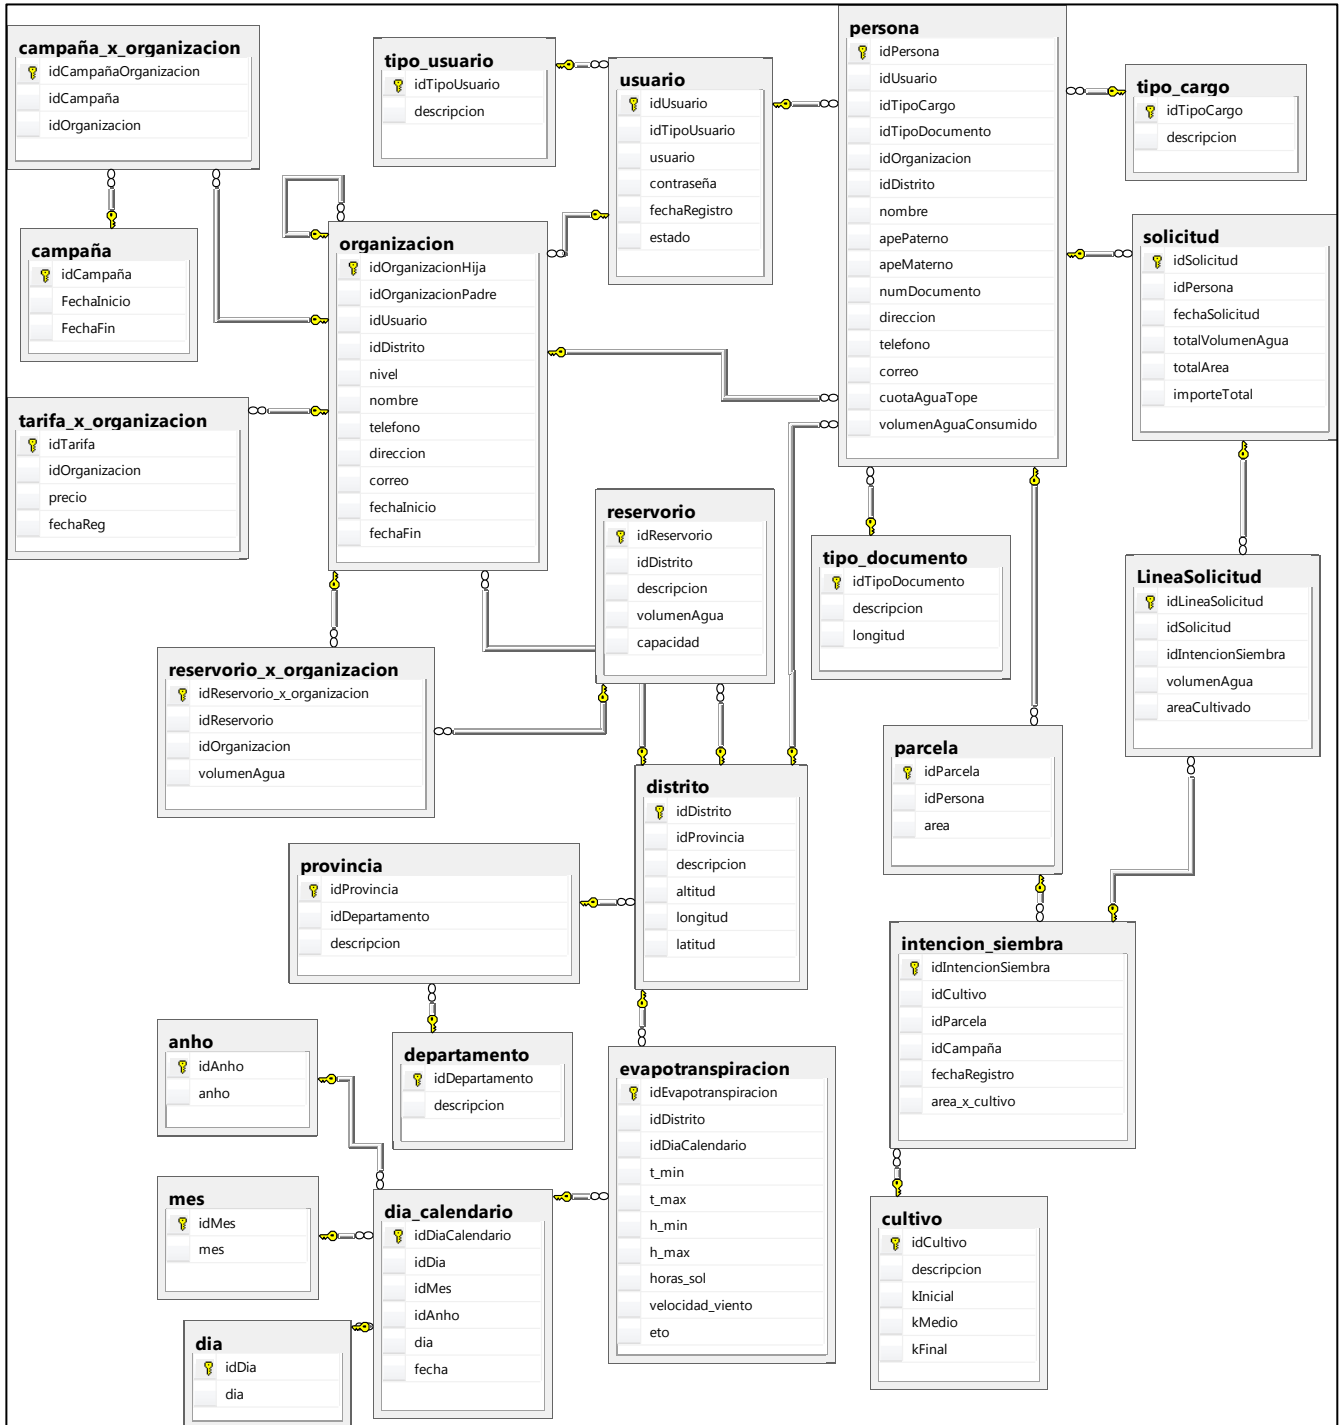 campaña_x_organizacion
idCampañaOrganizacion
idCampaña
idOrganizacion
tipo_usuario
idTipoUsuario
descripcion
usuario
idUsuario
idTipoUsuario
usuario
contraseña
fechaRegistro
estado
persona
idPersona
idUsuario
idTipoCargo
idTipoDocumento
idOrganizacion
idDistrito
nombre
apePaterno
apeMaterno
numDocumento
direccion
telefono
correo
cuotaAguaTope
volumenAguaConsumido
tipo_cargo
idTipoCargo
descripcion
campaña
idCampaña
FechaInicio
FechaFin
organizacion
idOrganizacionHija
idOrganizacionPadre
idUsuario
idDistrito
nivel
nombre
telefono
direccion
correo
fechaInicio
fechaFin
solicitud
idSolicitud
idPersona
fechaSolicitud
totalVolumenAgua
totalArea
importeTotal
tarifa_x_organizacion
idTarifa
idOrganizacion
precio
fechaReg
reservorio
idReservorio
idDistrito
descripcion
volumenAgua
capacidad
tipo_documento
idTipoDocumento
descripcion
longitud
LineaSolicitud
idLineaSolicitud
idSolicitud
idIntencionSiembra
volumenAgua
areaCultivado
reservorio_x_organizacion
idReservorio_x_organizacion
idReservorio
idOrganizacion
volumenAgua
parcela
idParcela
idPersona
area
distrito
idDistrito
idProvincia
descripcion
altitud
longitud
latitud
provincia
idProvincia
idDepartamento
descripcion
intencion_siembra
idIntencionSiembra
idCultivo
idParcela
idCampaña
fechaRegistro
area_x_cultivo
anho
idAnho
anho
departamento
idDepartamento
descripcion
evapotranspiracion
idEvapotranspiracion
idDistrito
idDiaCalendario
t_min
t_max
h_min
h_max
horas_sol
velocidad_viento
eto
mes
idMes
mes
dia_calendario
idDiaCalendario
idDia
idMes
idAnho
dia
fecha
cultivo
idCultivo
descripcion
kInicial
kMedio
kFinal
dia
idDia
dia